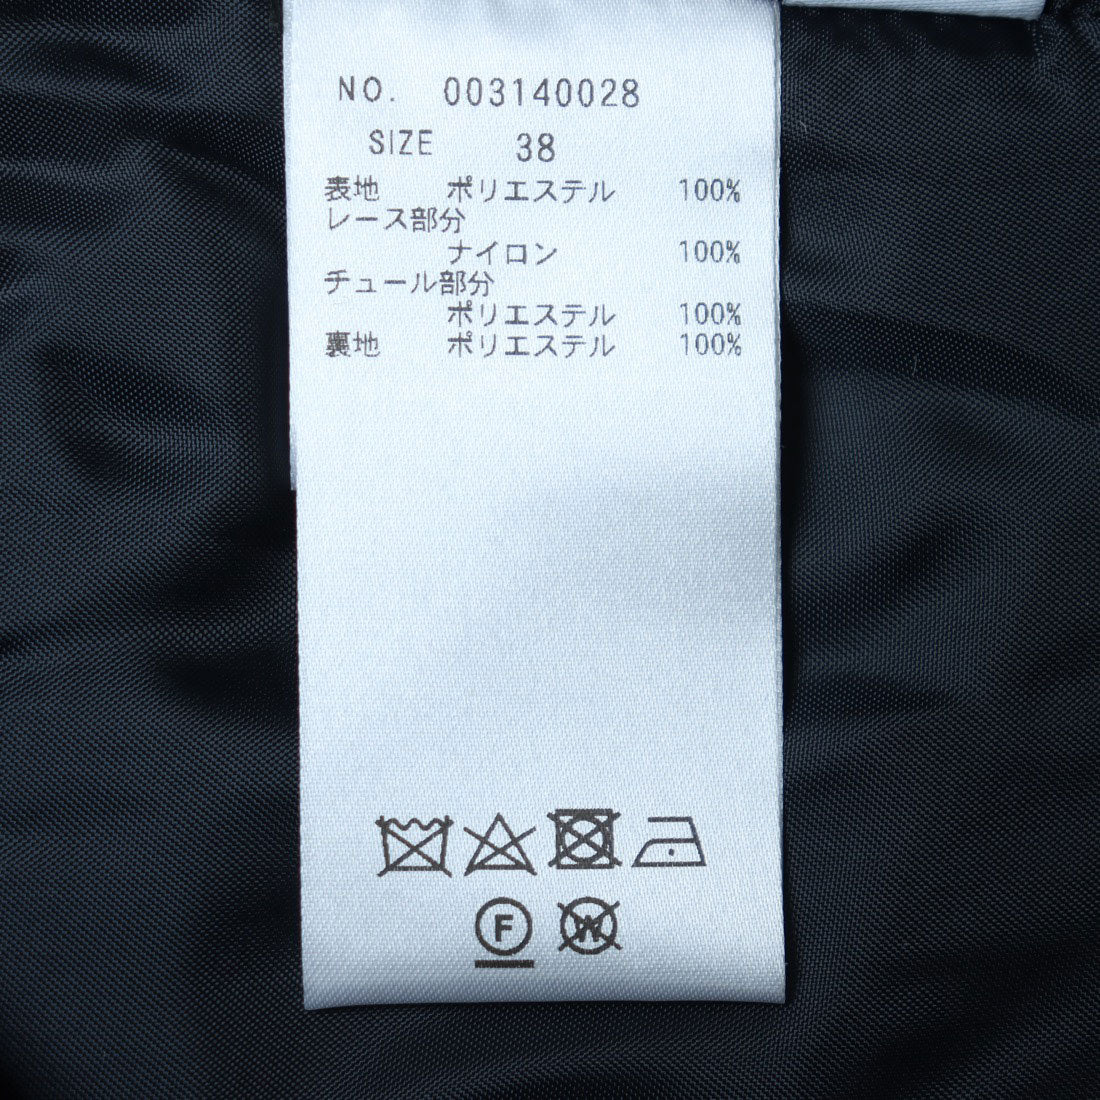 NO. 003140028
SIZE 38
表地 ポリエステル 100%
レース部分
ナイロン 100%
チュール部分
ポリエステル 100%
裏地 ポリエステル 100%
F W